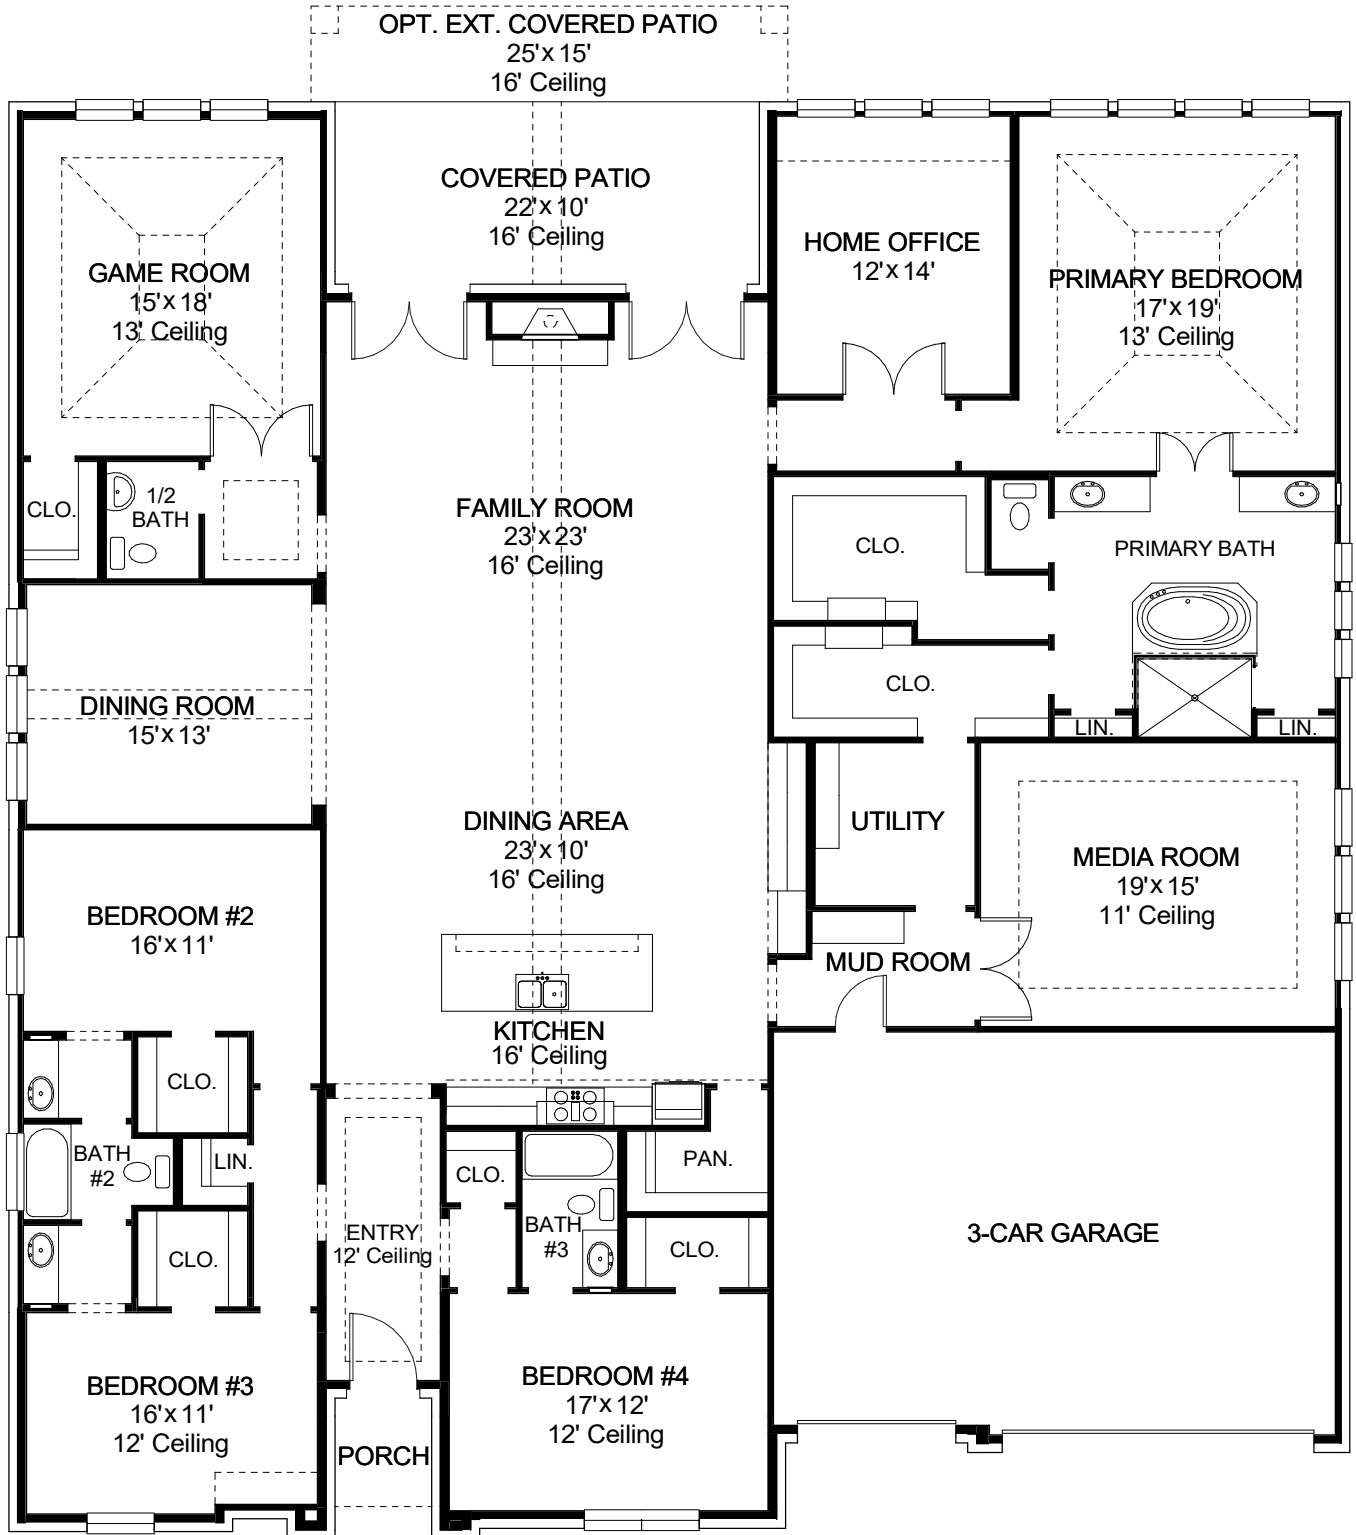 OPT. EXT. COVERED PATIO
25'x 15'
16' Ceiling
COVERED PATIO
22'x 10'
16' Ceiling
GAME ROOM
15'x 18'
13' Ceiling
HOME OFFICE
12'x 14'
PRIMARY BEDROOM
17'x 19'
13' Ceiling
CLO.
1/2
BATH
FAMILY ROOM
23'x 23'
16' Ceiling
CLO.
PRIMARY BATH
CLO.
LIN.
LIN.
DINING ROOM
15'x 13'
DINING AREA
23'x 10'
16' Ceiling
UTILITY
MEDIA ROOM
19'x 15'
11' Ceiling
BEDROOM #2
16'x 11'
MUD ROOM
KITCHEN
16' Ceiling
CLO.
BATH
#2
LIN.
CLO.
PAN.
CLO.
ENTRY
12' Ceiling
BATH
#3
CLO.
3-CAR GARAGE
BEDROOM #3
16'x 11'
12' Ceiling
BEDROOM #4
17'x 12'
12' Ceiling
PORCH